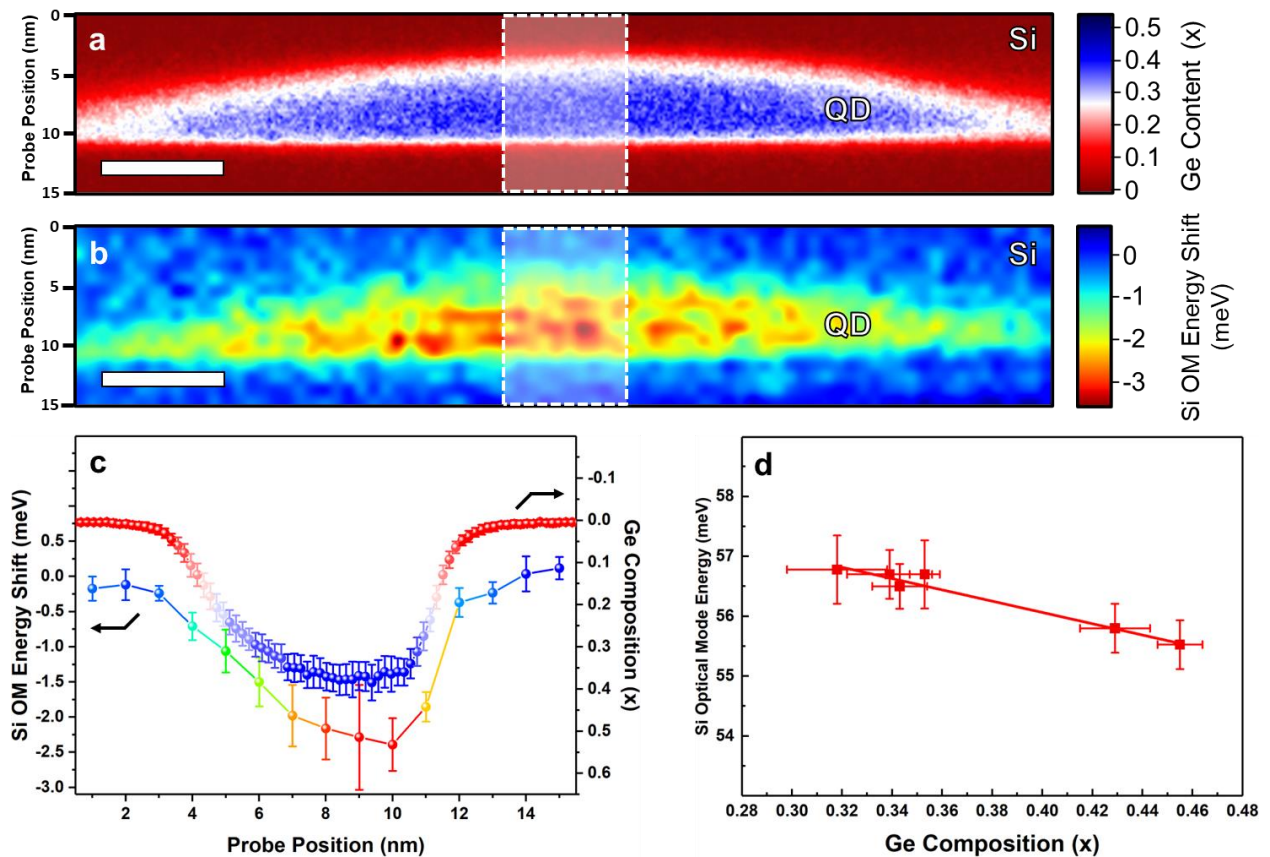 a
Si
QD
Probe Position (nm)
0
5
10
15
0.5
0.4
0.3
0.2
0.1
0
Ge Content (x)
b
Si
QD
Probe Position (nm)
0
5
10
15
0
-1
-2
-3
Si OM Energy Shift
(meV)
c
Si OM Energy Shift (meV)
0.5
0.0
-0.5
-1.0
-1.5
-2.0
-2.5
-3.0
2 4 6 8 10 12 14
Probe Position (nm)
-0.1
0.0
0.1
0.2
0.3
0.4
0.5
0.6
Ge Composition (x)
d
Si Optical Mode Energy (meV)
58
57
56
55
54
0.28 0.30 0.32 0.34 0.36 0.38 0.40 0.42 0.44 0.46 0.48
Ge Composition (x)